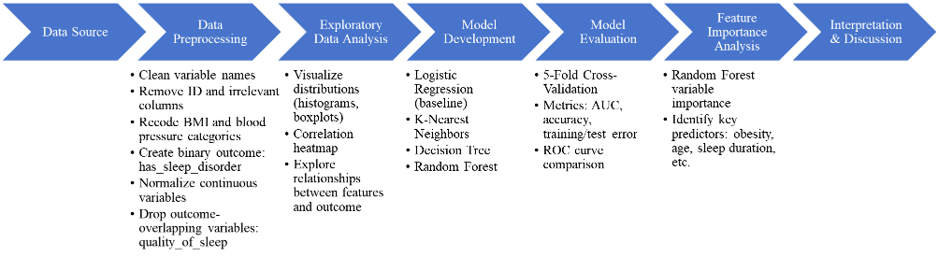 Data Source
Data
Preprocessing
• Clean variable names
• Remove ID and irrelevant
columns
• Recode BMI and blood
pressure categories
• Create binary outcome:
has_sleep_disorder
• Normalize continuous
variables
• Drop outcome-
overlapping variables:
quality_of_sleep
Exploratory
Data Analysis
• Visualize
distributions
(histograms,
boxplots)
• Correlation
heatmap
• Explore
relationships
between features
and outcome
Model
Development
• Logistic
Regression
(baseline)
• K-Nearest
Neighbors
• Decision Tree
• Random Forest
Model
Evaluation
• 5-Fold Cross-
Validation
• Metrics: AUC,
accuracy,
training/test error
• ROC curve
comparison
Feature
Importance
Analysis
• Random Forest
variable
importance
• Identify key
predictors: obesity,
age, sleep duration,
etc.
Interpretation
& Discussion